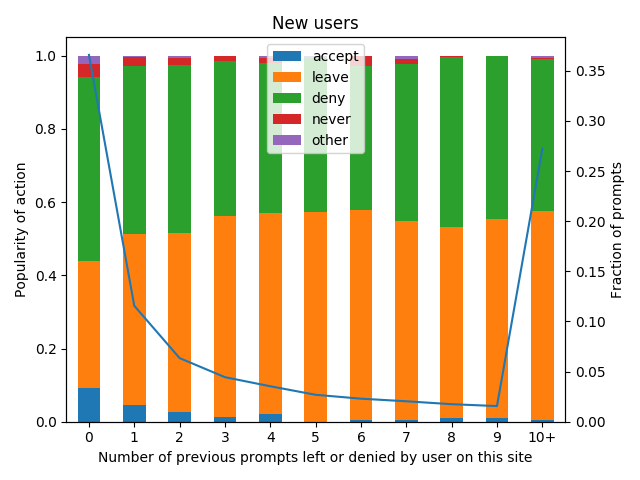 New users
accept
leave
deny
never
other
1.0
0.8
0.6
0.4
0.2
0.0
Popularity of action
0.35
0.30
0.25
0.20
0.15
0.10
0.05
0.00
Fraction of prompts
0 1 2 3 4 5 6 7 8 9 10+
Number of previous prompts left or denied by user on this site